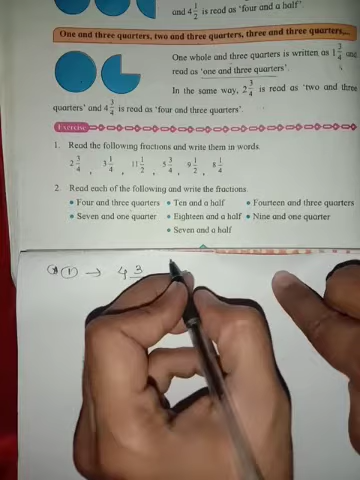 and 4 1/2 is read as 'four and a half'.
One and three quarters, two and three quarters, three and three quarters,...
One whole and three quarters is written as 1 3/4 and
read as 'one and three quarters'.
In the same way, 2 3/4 is read as 'two and three
quarters' and 4 3/4 is read as 'four and three quarters'.
EXERCISE
1. Read the following fractions and write them in words.
2 3/4 , 3 1/4 , 11 1/2 , 5 3/4 , 9 1/2 , 8 1/4
2. Read each of the following and write the fractions.
• Four and three quarters • Ten and a half • Fourteen and three quarters
• Seven and one quarter • Eighteen and a half • Nine and one quarter
• Seven and a half
① → 4 3